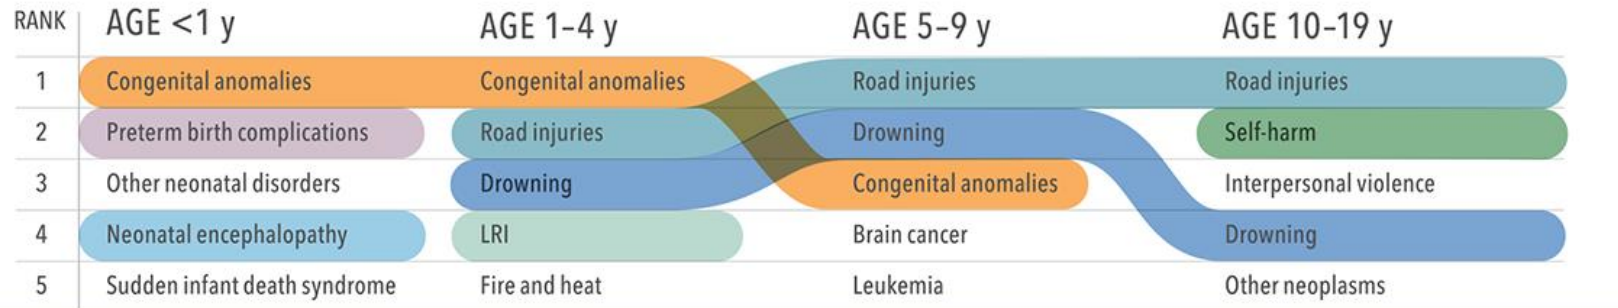 RANK AGE <1 y AGE 1–4 y AGE 5–9 y AGE 10–19 y
1 Congenital anomalies Congenital anomalies Road injuries Road injuries
2 Preterm birth complications Road injuries Drowning Self-harm
3 Other neonatal disorders Drowning Congenital anomalies Interpersonal violence
4 Neonatal encephalopathy LRI Brain cancer Drowning
5 Sudden infant death syndrome Fire and heat Leukemia Other neoplasms